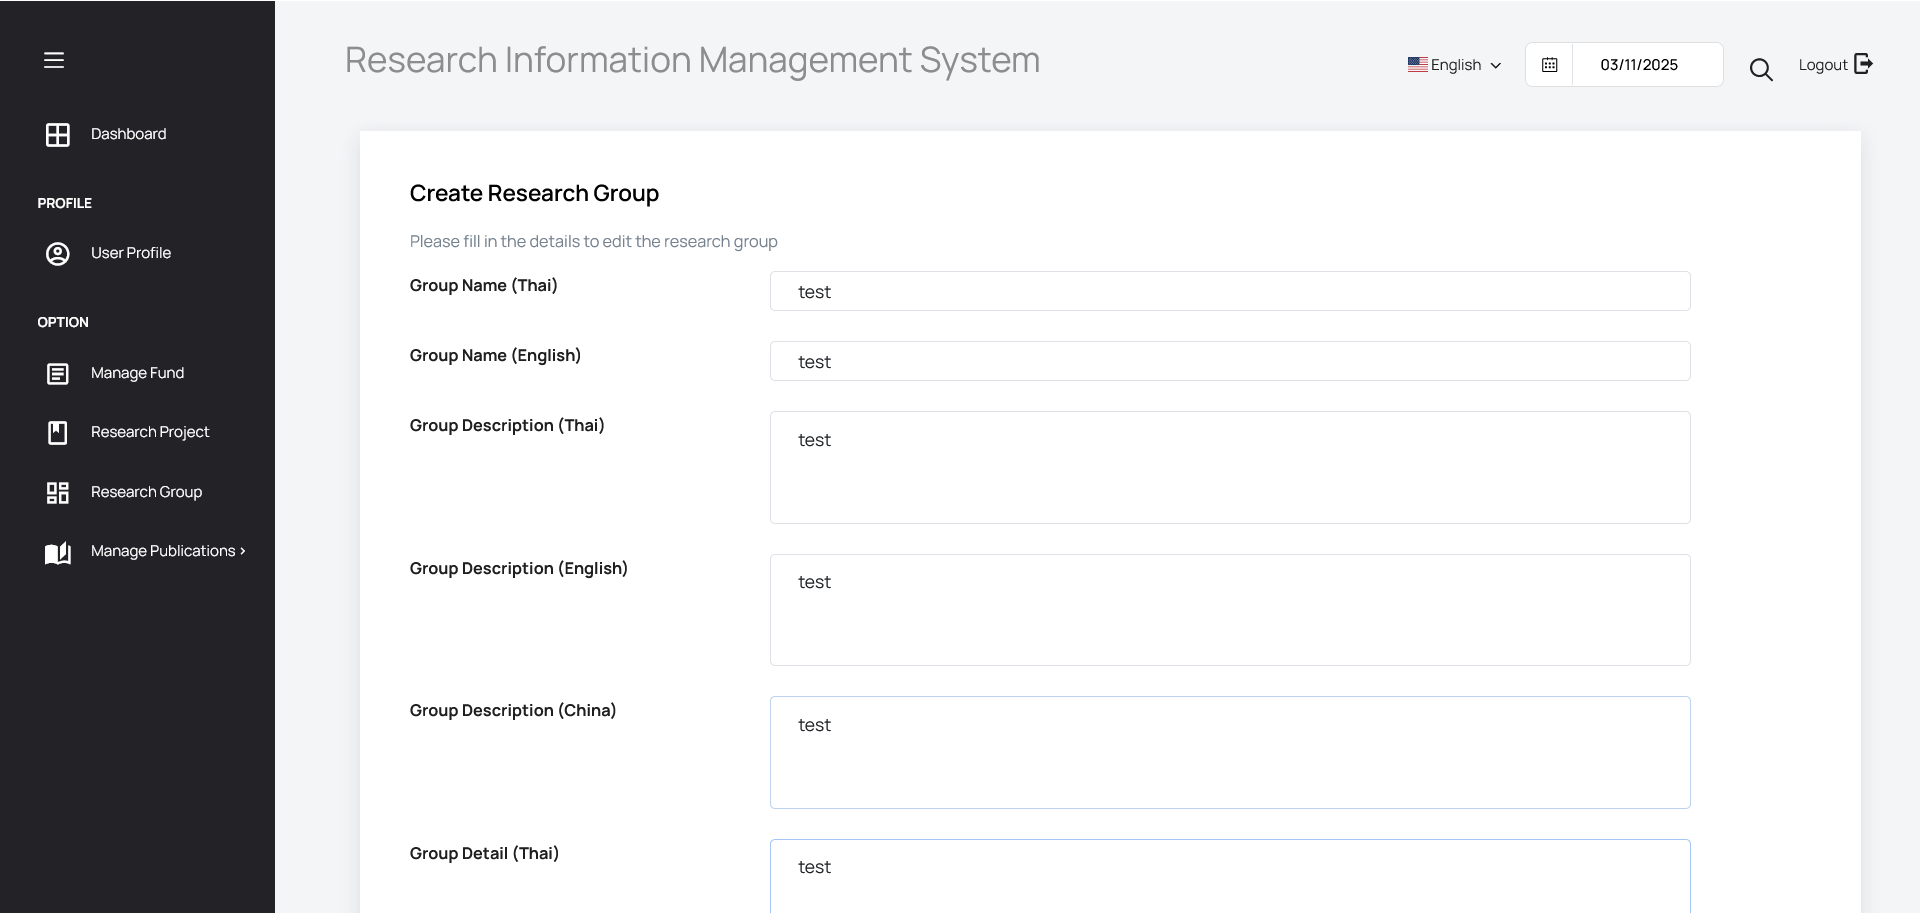 Research Information Management System
English
03/11/2025
Logout
Dashboard
PROFILE
User Profile
OPTION
Manage Fund
Research Project
Research Group
Manage Publications
Create Research Group
Please fill in the details to edit the research group
Group Name (Thai)
test
Group Name (English)
test
Group Description (Thai)
test
Group Description (English)
test
Group Description (China)
test
Group Detail (Thai)
test